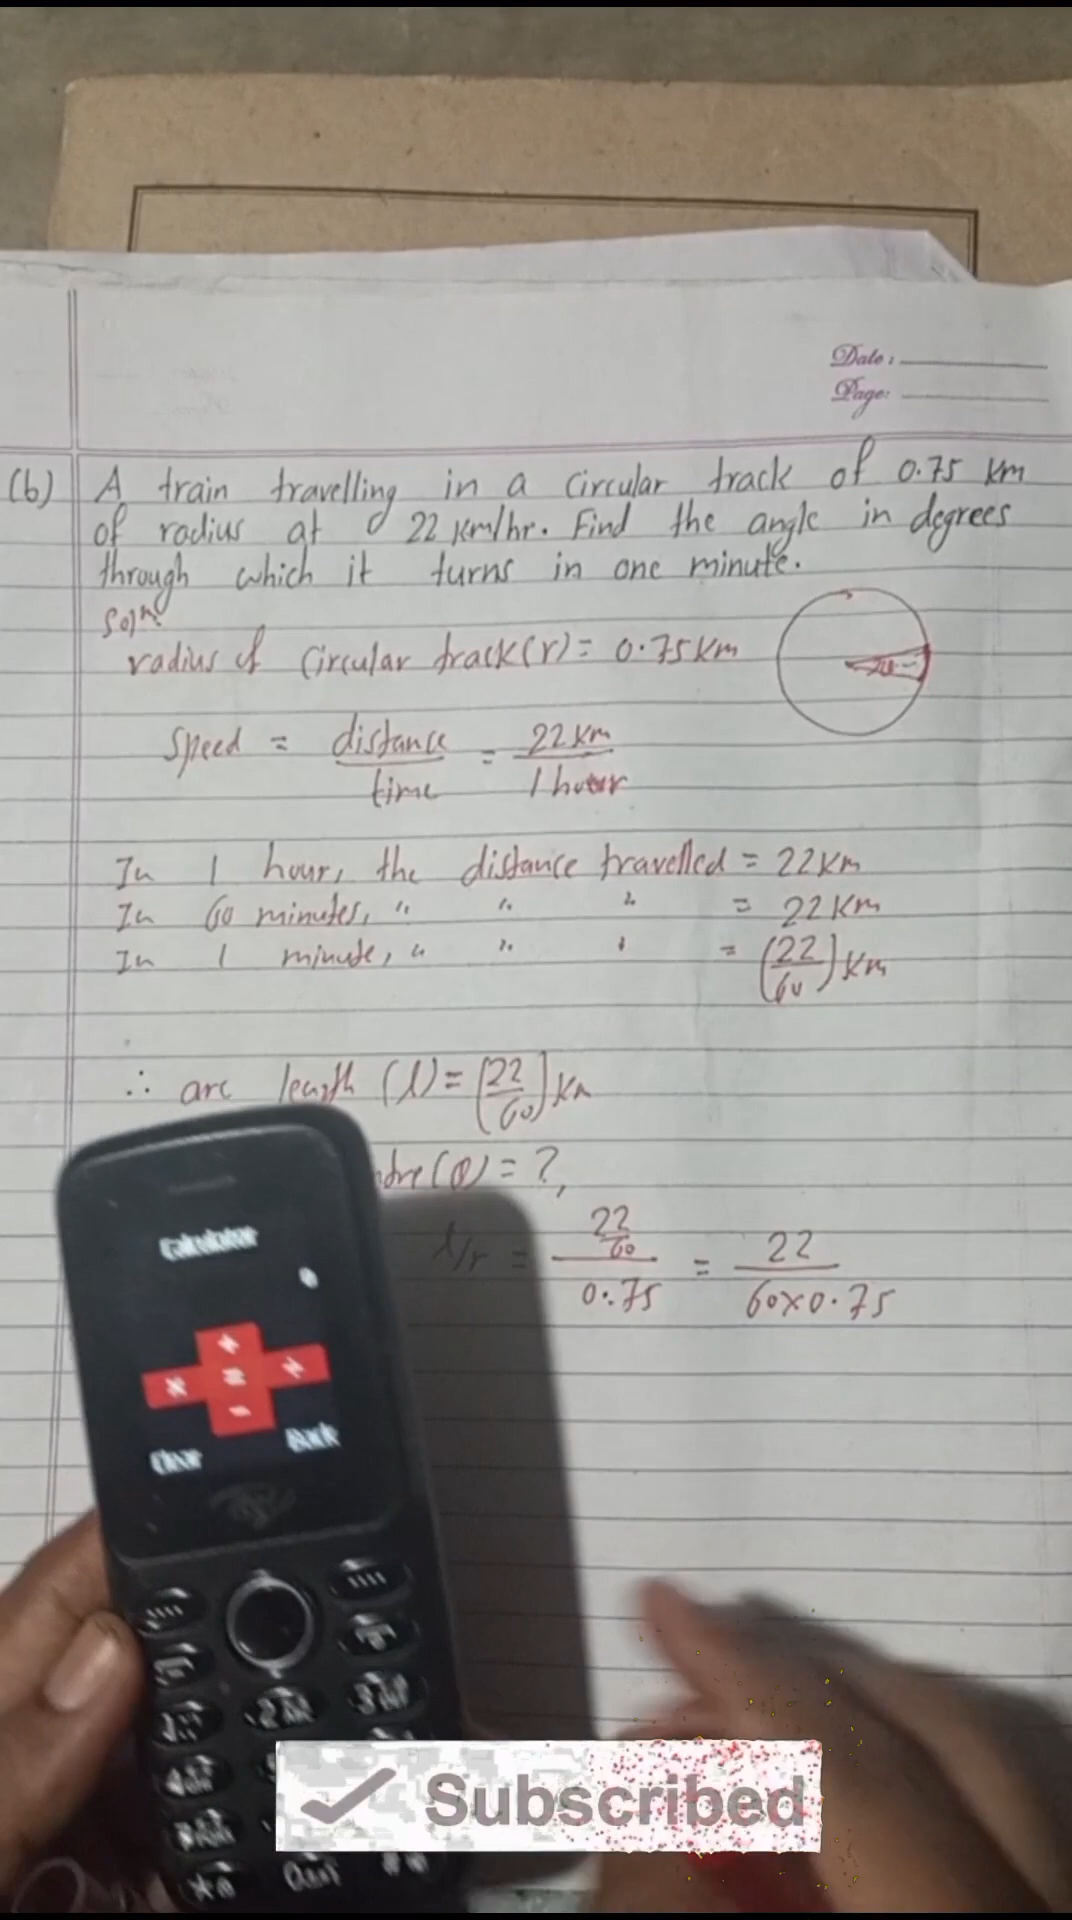 Date:
Page:
(b) A train travelling in a circular track of 0.75 km
of radius at 22 km/hr. Find the angle in degrees
through which it turns in one minute.
Soln
radius of circular track(r) = 0.75 km
Speed = distance/time = 22 km/1 hour
In 1 hour, the distance travelled = 22 km
In 60 minutes, " " " = 22 km
In 1 minute, " " " = (22/60) km
∴ arc length (l) = (22/60) km
(θ) = ?,
l/r = 22/60/0.75 = 22/60×0.75
Calculator
0
+
× = ÷
-
Clear Back
Subscribed